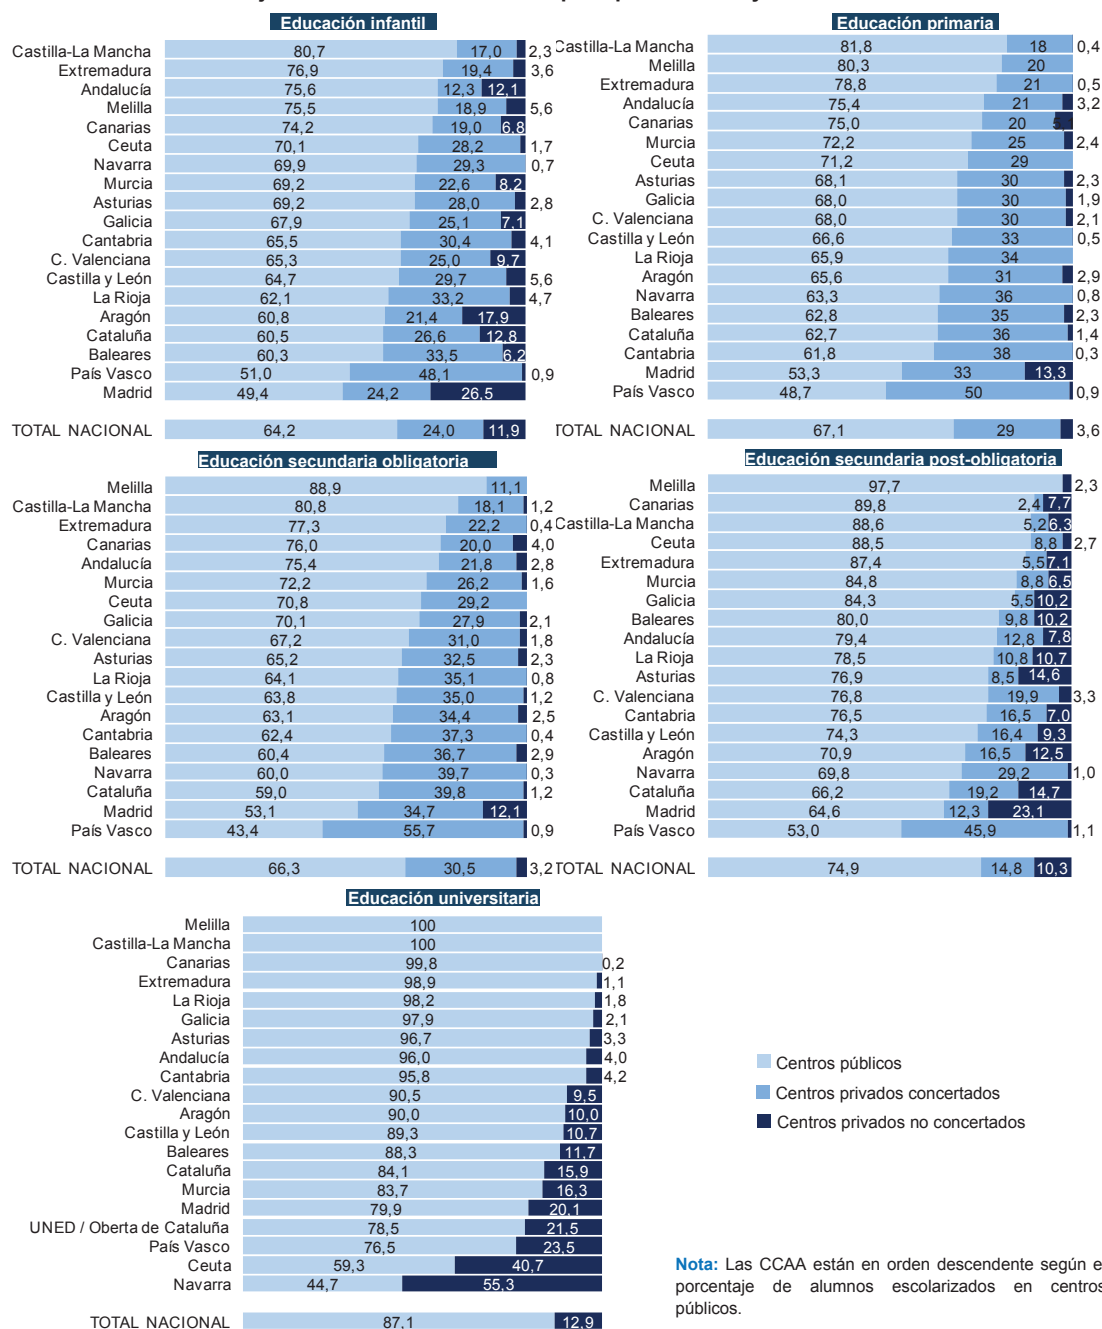 Educación infantil
Castilla-La Mancha 80,7 17,0 2,3
Extremadura 76,9 19,4 3,6
Andalucía 75,6 12,3 12,1
Melilla 75,5 18,9 5,6
Canarias 74,2 19,0 6,8
Ceuta 70,1 28,2 1,7
Navarra 69,9 29,3 0,7
Murcia 69,2 22,6 8,2
Asturias 69,2 28,0 2,8
Galicia 67,9 25,1 7,1
Cantabria 65,5 30,4 4,1
C. Valenciana 65,3 25,0 9,7
Castilla y León 64,7 29,7 5,6
La Rioja 62,1 33,2 4,7
Aragón 60,8 21,4 17,9
Cataluña 60,5 26,6 12,8
Baleares 60,3 33,5 6,2
País Vasco 51,0 48,1 0,9
Madrid 49,4 24,2 26,5
TOTAL NACIONAL 64,2 24,0 11,9
Educación primaria
Castilla-La Mancha 81,8 18 0,4
Melilla 80,3 20
Extremadura 78,8 21 0,5
Andalucía 75,4 21 3,2
Canarias 75,0 20
Murcia 72,2 25 2,4
Ceuta 71,2 29
Asturias 68,1 30 2,3
Galicia 68,0 30 1,9
C. Valenciana 68,0 30 2,1
Castilla y León 66,6 33 0,5
La Rioja 65,9 34
Aragón 65,6 31 2,9
Navarra 63,3 36 0,8
Baleares 62,8 35 2,3
Cataluña 62,7 36 1,4
Cantabria 61,8 38 0,3
Madrid 53,3 33 13,3
País Vasco 48,7 50 0,9
TOTAL NACIONAL 67,1 29 3,6
Educación secundaria obligatoria
Melilla 88,9 11,1
Castilla-La Mancha 80,8 18,1 1,2
Extremadura 77,3 22,2 0,4
Canarias 76,0 20,0 4,0
Andalucía 75,4 21,8 2,8
Murcia 72,2 26,2 1,6
Ceuta 70,8 29,2
Galicia 70,1 27,9 2,1
C. Valenciana 67,2 31,0 1,8
Asturias 65,2 32,5 2,3
La Rioja 64,1 35,1 0,8
Castilla y León 63,8 35,0 1,2
Aragón 63,1 34,4 2,5
Cantabria 62,4 37,3 0,4
Baleares 60,4 36,7 2,9
Navarra 60,0 39,7 0,3
Cataluña 59,0 39,8 1,2
Madrid 53,1 34,7 12,1
País Vasco 43,4 55,7 0,9
TOTAL NACIONAL 66,3 30,5 3,2
Educación secundaria post-obligatoria
Melilla 97,7 2,3
Canarias 89,8 2,4 7,7
Castilla-La Mancha 88,6 5,2 6,3
Ceuta 88,5 8,8 2,7
Extremadura 87,4 5,5 7,1
Murcia 84,8 8,8 6,5
Galicia 84,3 5,5 10,2
Baleares 80,0 9,8 10,2
Andalucía 79,4 12,8 7,8
La Rioja 78,5 10,8 10,7
Asturias 76,9 8,5 14,6
C. Valenciana 76,8 19,9 3,3
Cantabria 76,5 16,5 7,0
Castilla y León 74,3 16,4 9,3
Aragón 70,9 16,5 12,5
Navarra 69,8 29,2 1,0
Cataluña 66,2 19,2 14,7
Madrid 64,6 12,3 23,1
País Vasco 53,0 45,9 1,1
TOTAL NACIONAL 74,9 14,8 10,3
Educación universitaria
Melilla 100
Castilla-La Mancha 100
Canarias 99,8 0,2
Extremadura 98,9 1,1
La Rioja 98,2 1,8
Galicia 97,9 2,1
Asturias 96,7 3,3
Andalucía 96,0 4,0
Cantabria 95,8 4,2
C. Valenciana 90,5 9,5
Aragón 90,0 10,0
Castilla y León 89,3 10,7
Baleares 88,3 11,7
Cataluña 84,1 15,9
Murcia 83,7 16,3
Madrid 79,9 20,1
UNED / Oberta de Cataluña 78,5 21,5
País Vasco 76,5 23,5
Ceuta 59,3 40,7
Navarra 44,7 55,3
TOTAL NACIONAL 87,1 12,9
Centros públicos
Centros privados concertados
Centros privados no concertados
Nota: Las CCAA están en orden descendente según e
porcentaje de alumnos escolarizados en centros
públicos.